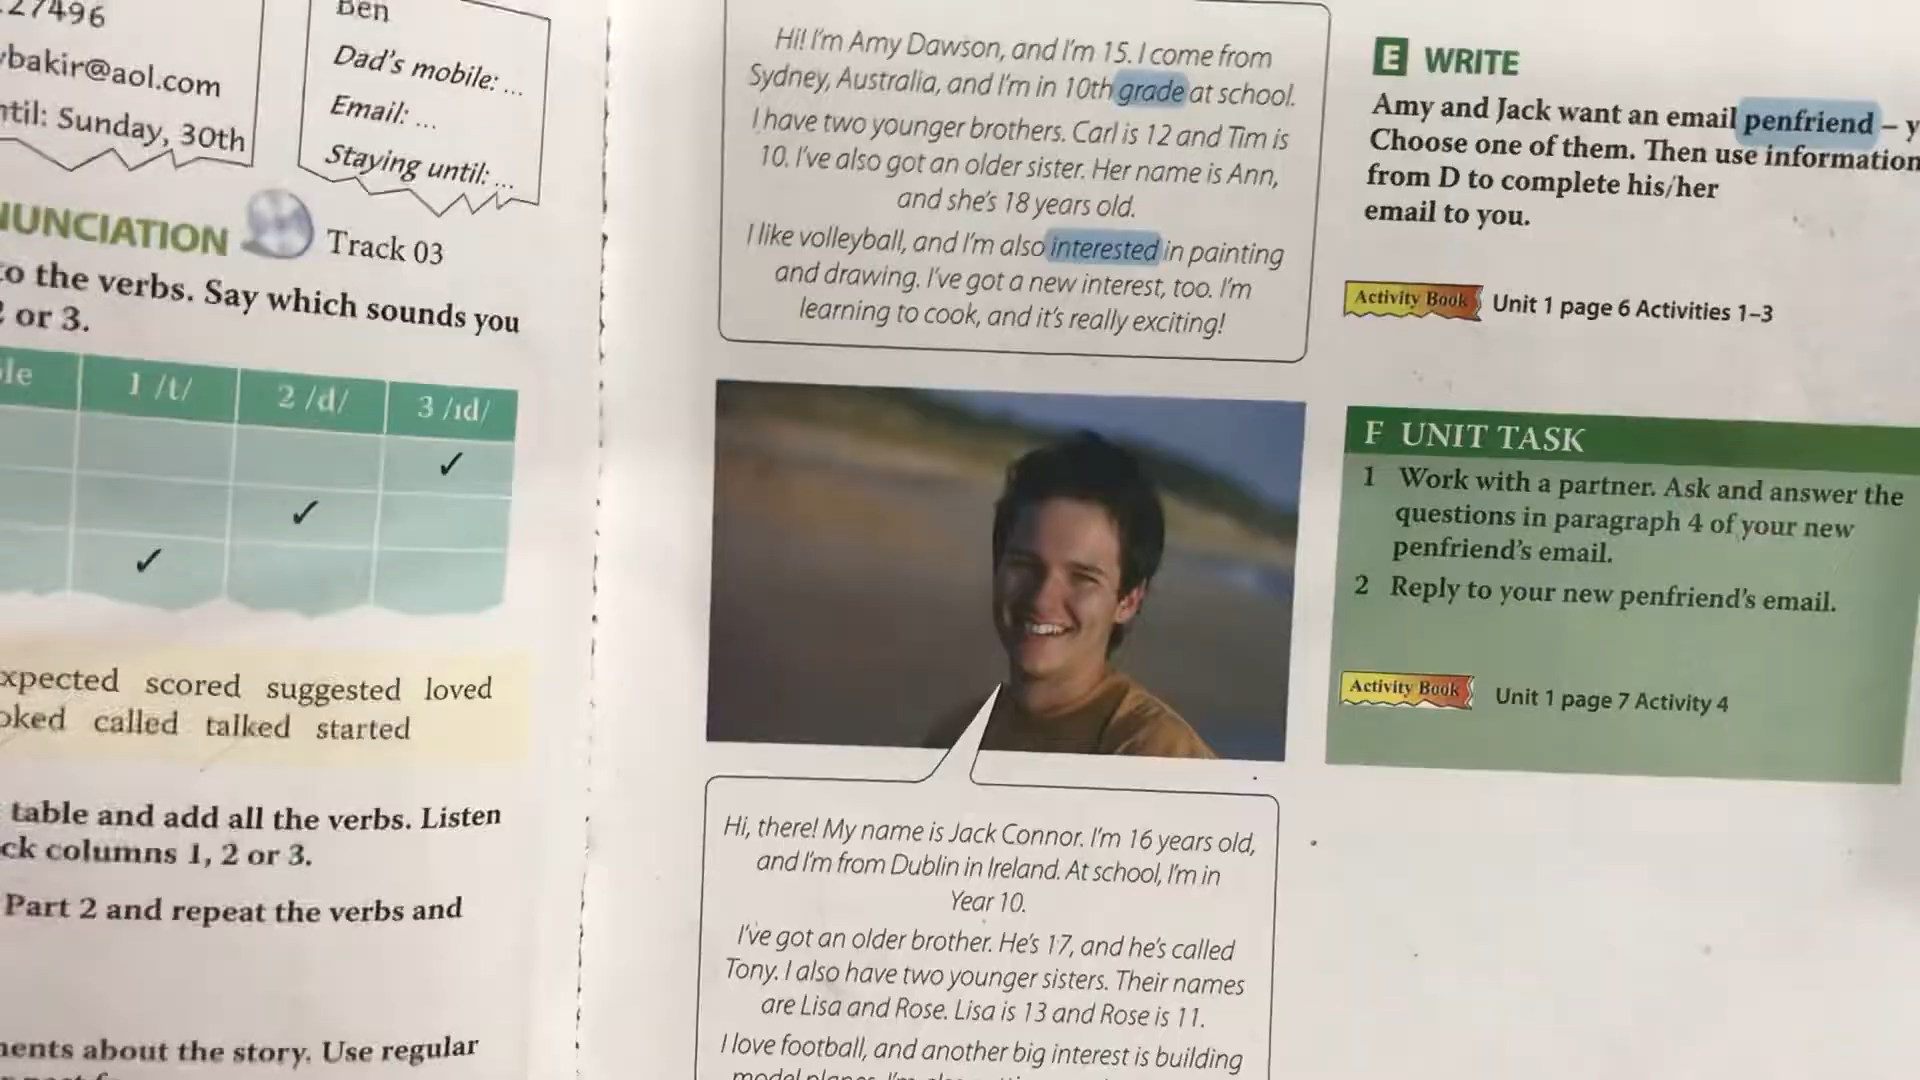 27496
bakir@aol.com
until: Sunday, 30th
Ben
Dad's mobile: ...
Email: ...
Staying until: ...
NUNCIATION Track 03
to the verbs. Say which sounds you
2 or 3.
le 1 /t/ 2 /d/ 3 /ɪd/
✓
✓
✓
xpected scored suggested loved
oked called talked started
table and add all the verbs. Listen
ck columns 1, 2 or 3.
Part 2 and repeat the verbs and
ments about the story. Use regular
Hi! I'm Amy Dawson, and I'm 15. I come from
Sydney, Australia, and I'm in 10th grade at school.
I have two younger brothers. Carl is 12 and Tim is
10. I've also got an older sister. Her name is Ann,
and she's 18 years old.
I like volleyball, and I'm also interested in painting
and drawing. I've got a new interest, too. I'm
learning to cook, and it's really exciting!
Hi, there! My name is Jack Connor. I'm 16 years old,
and I'm from Dublin in Ireland. At school, I'm in
Year 10.
I've got an older brother. He's 17, and he's called
Tony. I also have two younger sisters. Their names
are Lisa and Rose. Lisa is 13 and Rose is 11.
I love football, and another big interest is building
model planes. I'm also
E WRITE
Amy and Jack want an email penfriend – y
Choose one of them. Then use information
from D to complete his/her
email to you.
Activity Book Unit 1 page 6 Activities 1–3
F UNIT TASK
1 Work with a partner. Ask and answer the
questions in paragraph 4 of your new
penfriend's email.
2 Reply to your new penfriend's email.
Activity Book Unit 1 page 7 Activity 4